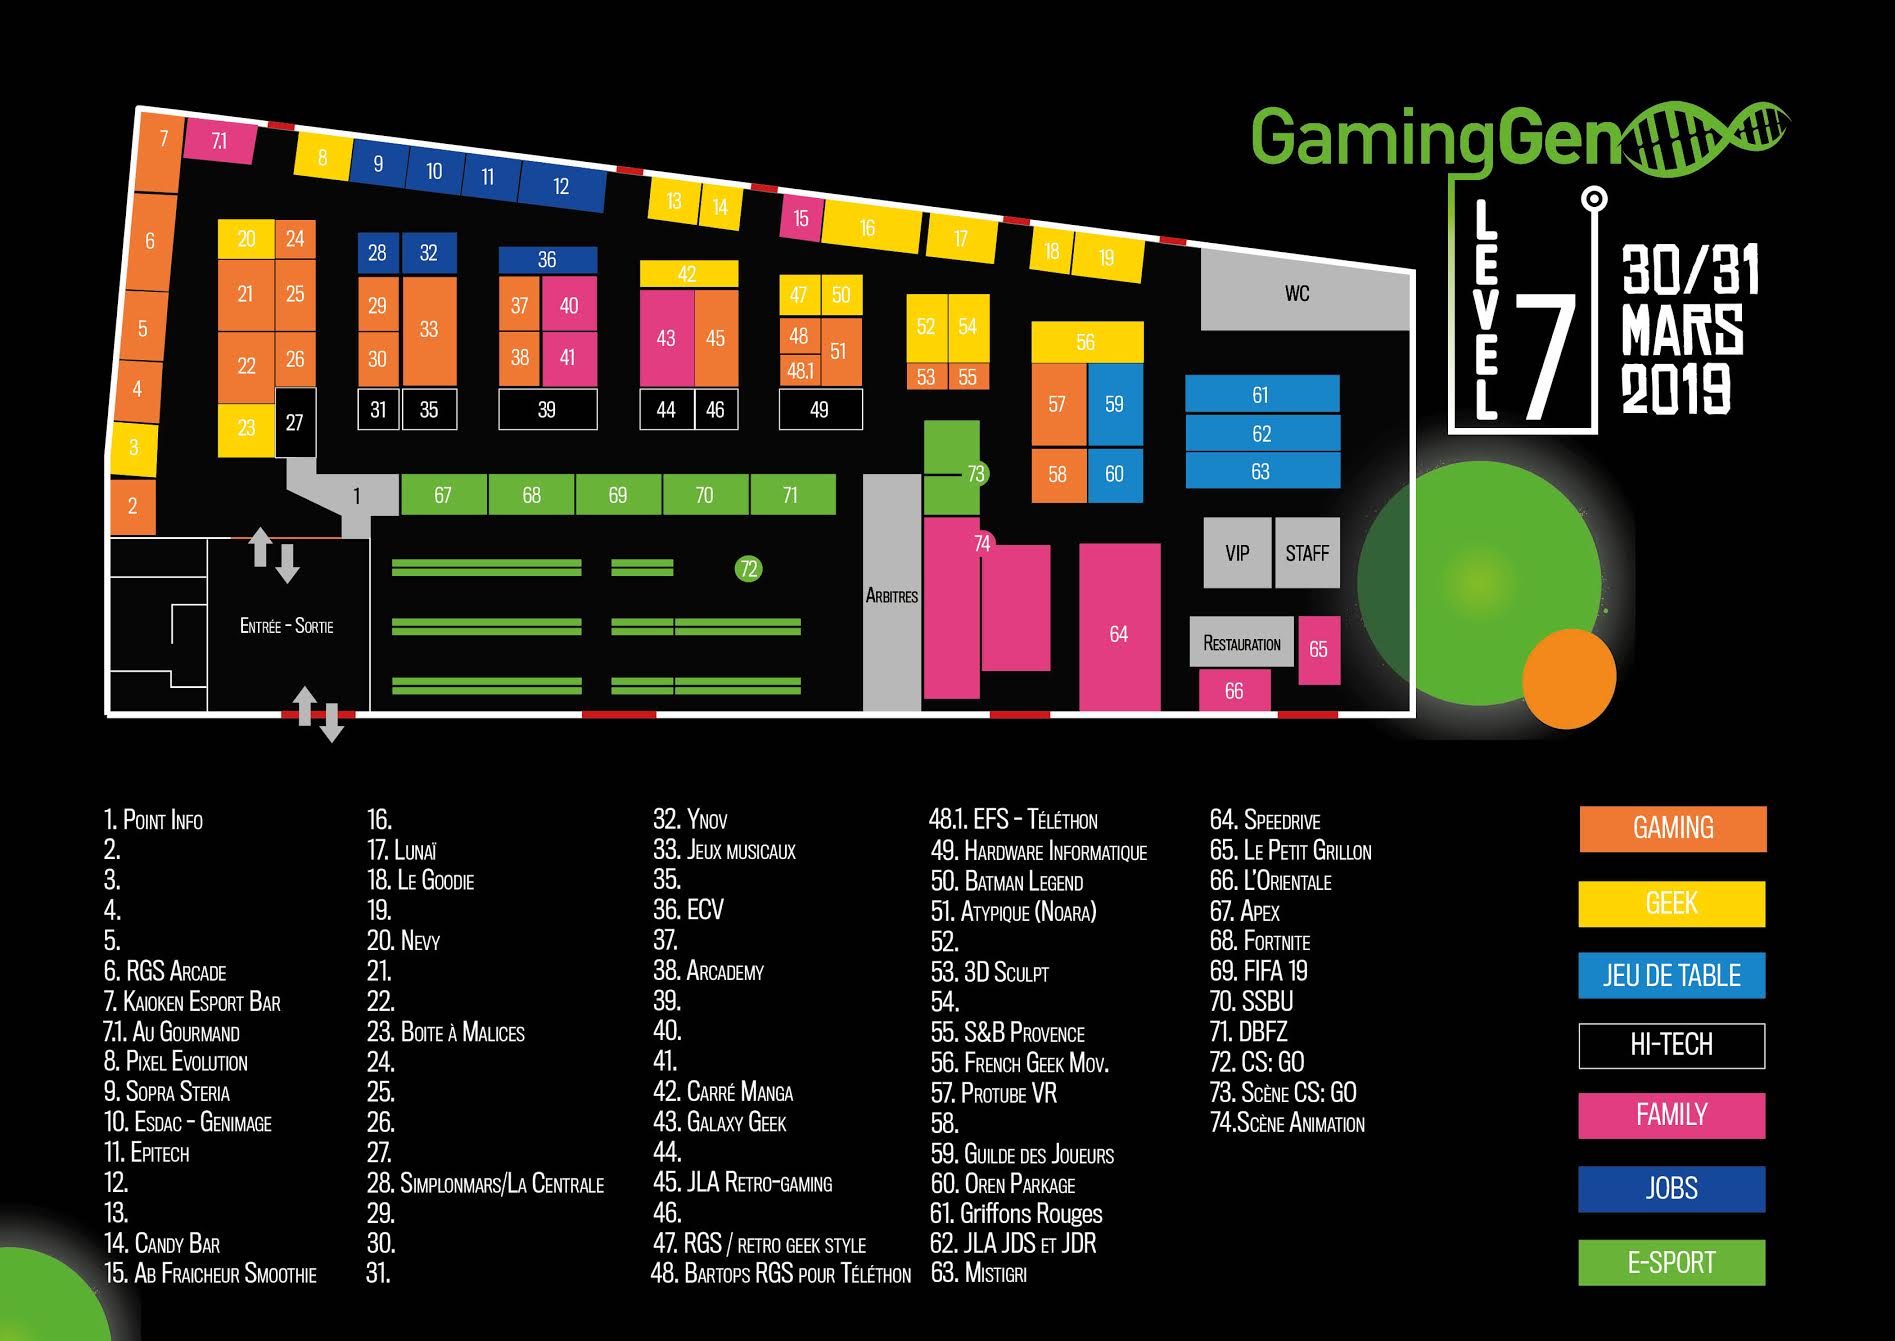 GamingGen
LEVEL 7
30/31
MARS
2019
7
7.1
8
9
10
11
12
13
14
15
16
17
18
19
6
5
4
3
2
20
24
21
25
22
26
23
27
28
32
29
33
30
31
35
36
37
40
38
41
39
42
43
45
44
46
47
50
48
51
48.1
49
52
54
53
55
56
57
59
58
60
WC
61
62
63
1
67
68
69
70
71
72
73
74
ARBITRES
64
VIP
STAFF
RESTAURATION
65
66
ENTRÉE - SORTIE
1. POINT INFO
2.
3.
4.
5.
6. RGS ARCADE
7. KAIOKEN ESPORT BAR
7.1. AU GOURMAND
8. PIXEL EVOLUTION
9. SOPRA STERIA
10. ESDAC - GENIMAGE
11. EPITECH
12.
13.
14. CANDY BAR
15. AB FRAICHEUR SMOOTHIE
16.
17. LUNAÏ
18. LE GOODIE
19.
20. NEVY
21.
22.
23. BOITE À MALICES
24.
25.
26.
27.
28. SIMPLONMARS/LA CENTRALE
29.
30.
31.
32. YNOV
33. JEUX MUSICAUX
35.
36. ECV
37.
38. ARCADEMY
39.
40.
41.
42. CARRÉ MANGA
43. GALAXY GEEK
44.
45. JLA RETRO-GAMING
46.
47. RGS / RETRO GEEK STYLE
48. BARTOPS RGS POUR TÉLÉTHON
48.1. EFS - TÉLÉTHON
49. HARDWARE INFORMATIQUE
50. BATMAN LEGEND
51. ATYPIQUE (NOARA)
52.
53. 3D SCULPT
54.
55. S&B PROVENCE
56. FRENCH GEEK MOV.
57. PROTUBE VR
58.
59. GUILDE DES JOUEURS
60. OREN PARKAGE
61. Griffons Rouges
62. JLA JDS ET JDR
63. MISTIGRI
64. SPEEDRIVE
65. LE PETIT GRILLON
66. L'ORIENTALE
67. APEX
68. FORTNITE
69. FIFA 19
70. SSBU
71. DBFZ
72. CS: GO
73. SCÈNE CS: GO
74.SCÈNE ANIMATION
GAMING
GEEK
JEU DE TABLE
HI-TECH
FAMILY
JOBS
E-SPORT